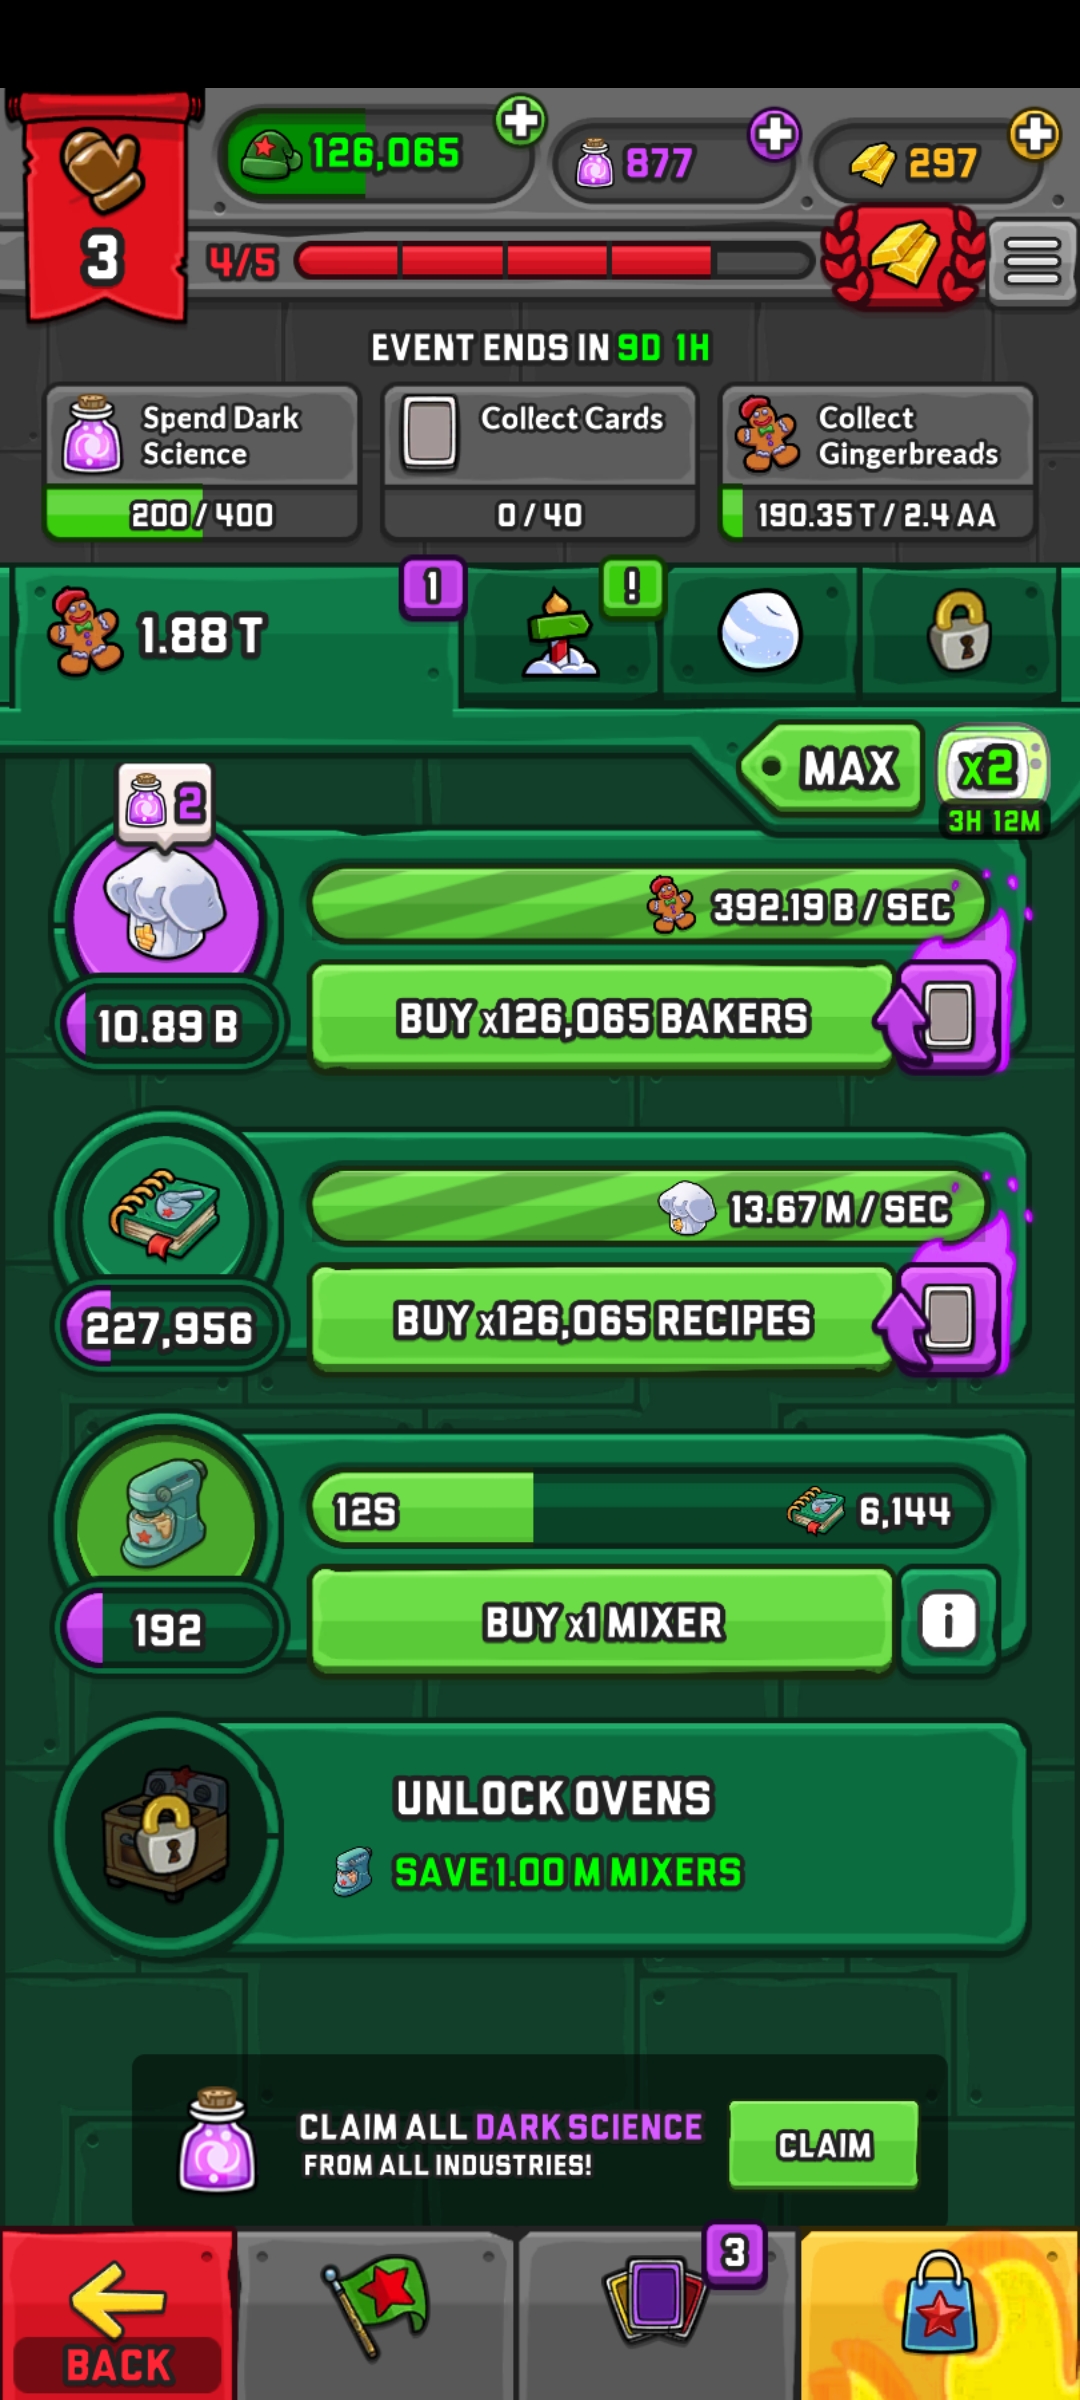 126,065
877
297
3
4/5
EVENT ENDS IN 9D 1H
Spend Dark
Science
200 / 400
Collect Cards
0 / 40
Collect
Gingerbreads
190.35 T / 2.4 AA
1.88 T
1
!
MAX
x2
3H 12M
2
392.19 B / SEC
10.89 B
BUY x126,065 BAKERS
13.67 M / SEC
227,956
BUY x126,065 RECIPES
12S
6,144
192
BUY x1 MIXER
i
UNLOCK OVENS
SAVE 1.00 M MIXERS
CLAIM ALL DARK SCIENCE
FROM ALL INDUSTRIES!
CLAIM
3
BACK